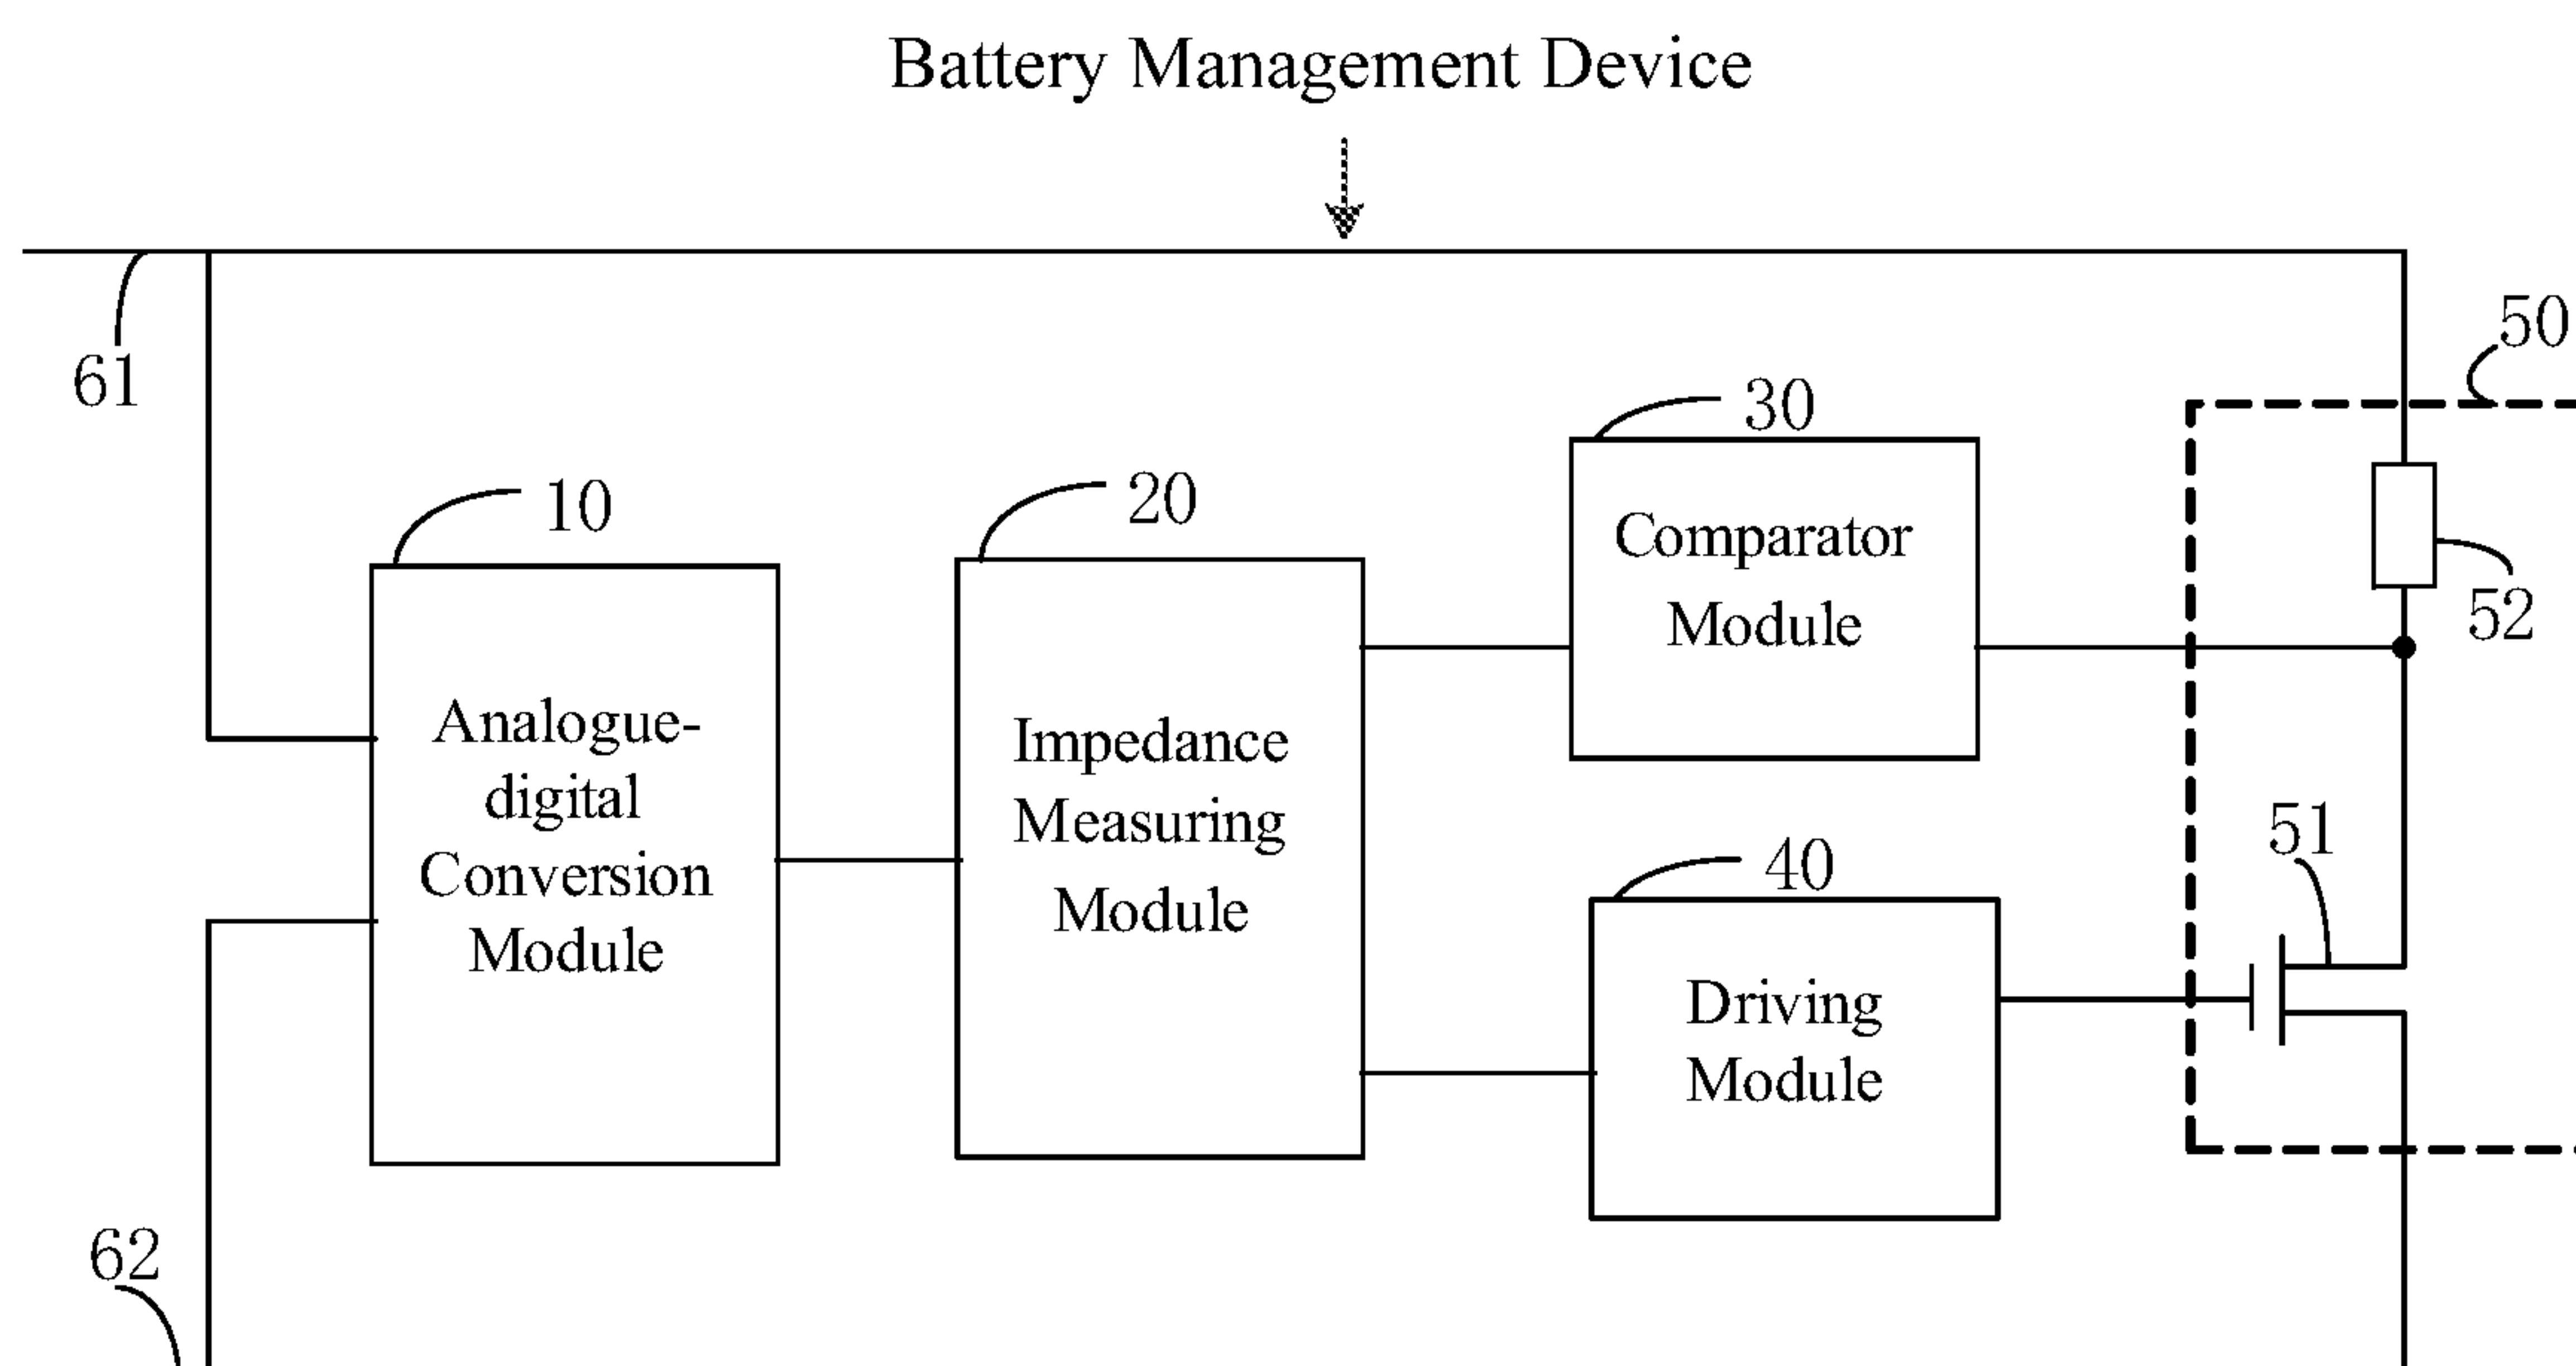 Battery Management Device
61
50
30
10
20
Comparator
Module
52
Analogue-
digital
Conversion
Module
Impedance
Measuring
Module
51
40
Driving
Module
62